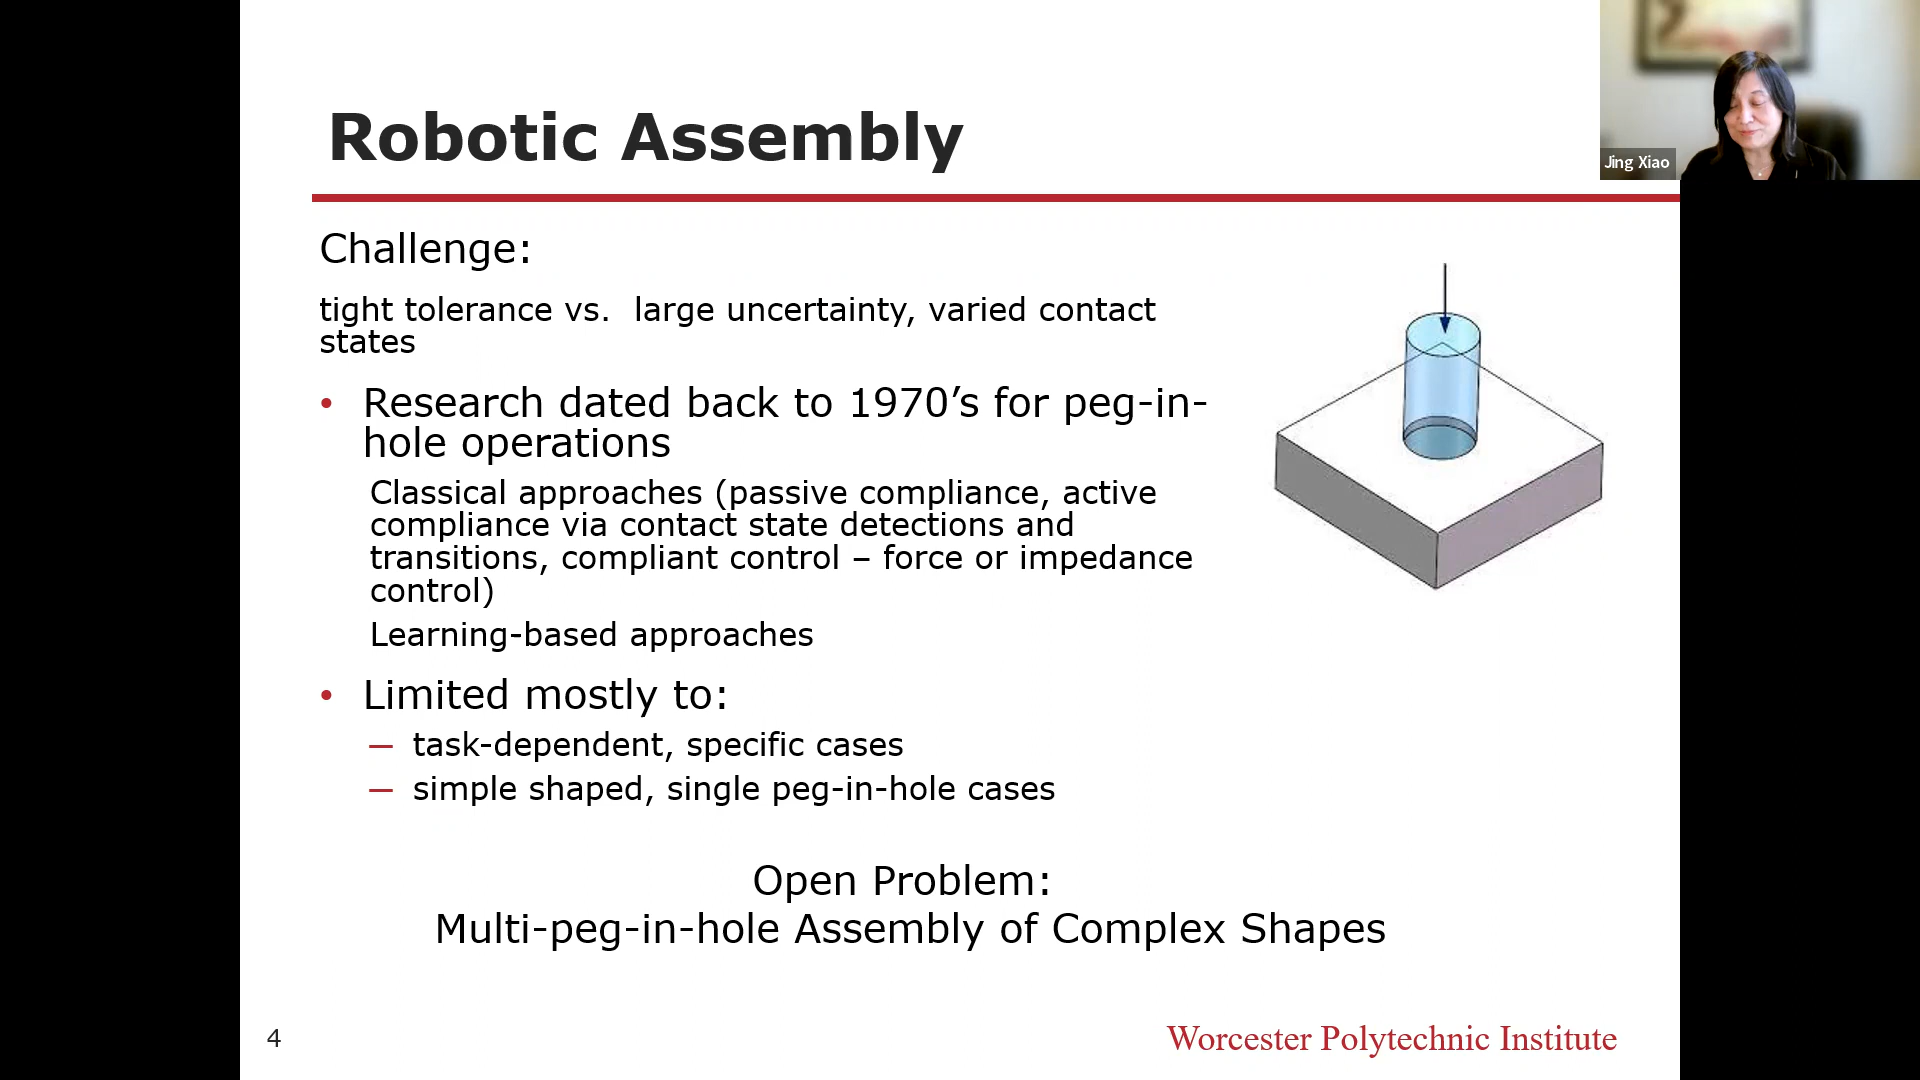 Robotic Assembly
Jing Xiao
Challenge:
tight tolerance vs.  large uncertainty, varied contact
states
• Research dated back to 1970’s for peg-in-
hole operations
Classical approaches (passive compliance, active
compliance via contact state detections and
transitions, compliant control – force or impedance
control)
Learning-based approaches
• Limited mostly to:
— task-dependent, specific cases
— simple shaped, single peg-in-hole cases
Open Problem:
Multi-peg-in-hole Assembly of Complex Shapes
4
Worcester Polytechnic Institute